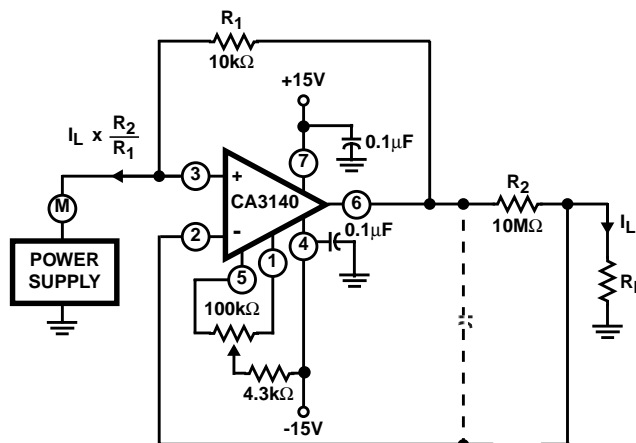 R1
10kΩ
+15V
IL x R2/R1
0.1µF
7
3
+
CA3140
6
R2
10MΩ
IL
M
2
-
0.1µF
4
POWER
SUPPLY
5
1
100kΩ
4.3kΩ
-15V